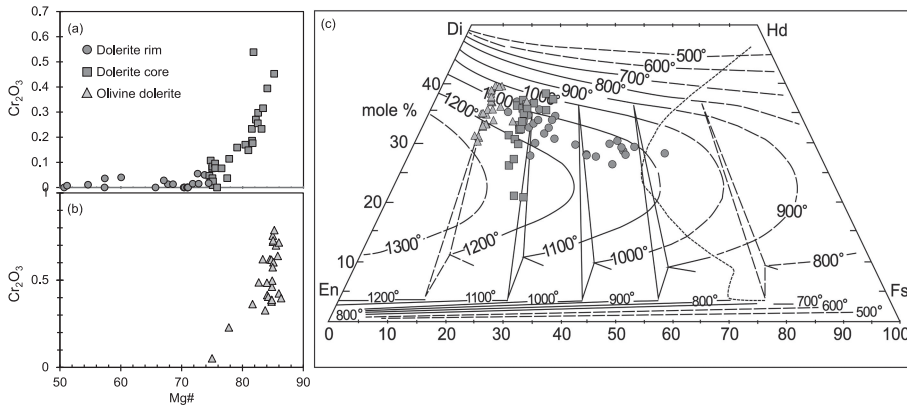 (a)
Cr2O3
0.7
0.6
0.5
0.4
0.3
0.2
0.1
0
Dolerite rim
Dolerite core
Olivine dolerite
(b)
Cr2O3
0.5
0
50 60 70 80 90
Mg#
(c)
Di
Hd
mole %
40
30
20
10
En
Fs
500°
600°
700°
800°
900°
1000°
1100°
1200°
1300°
1200°
1100°
1000°
900°
800°
1200° 1100° 1000° 900° 800° 700°
600°
800°
500°
0 10 20 30 40 50 60 70 80 90 100